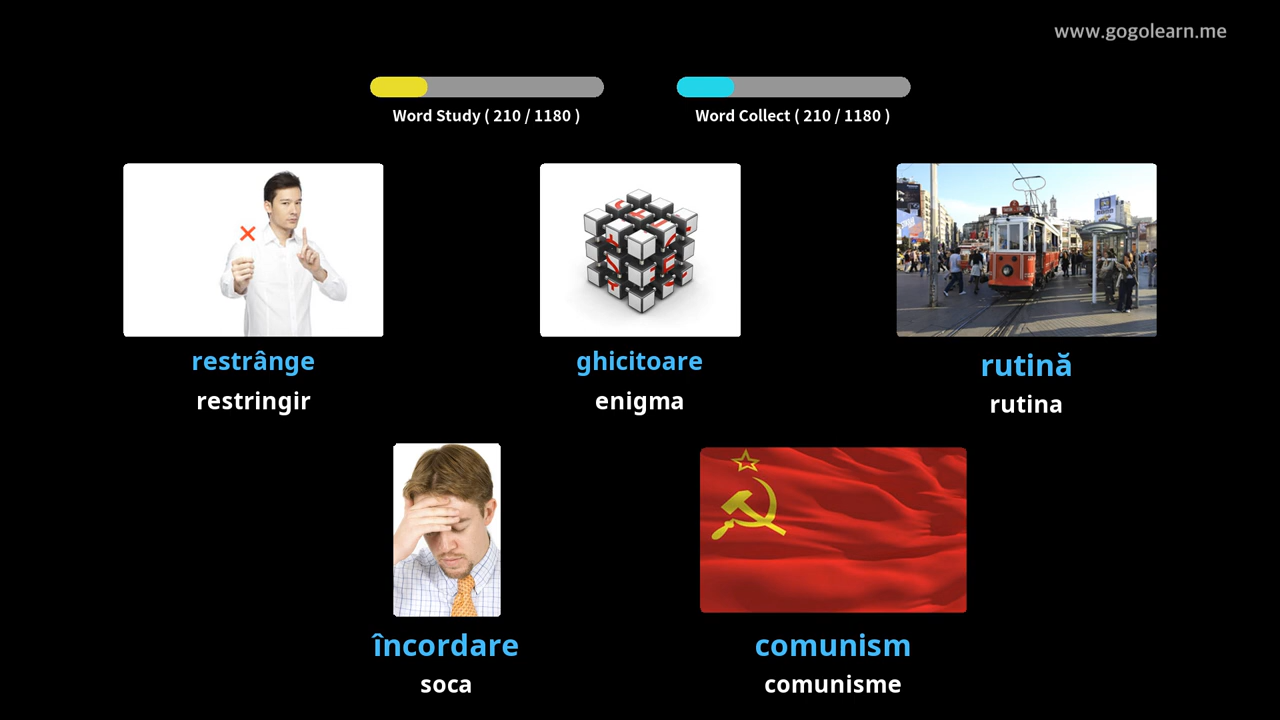 www.gogolearn.me
Word Study ( 210 / 1180 )
Word Collect ( 210 / 1180 )
restrânge
restringir
ghicitoare
enigma
rutină
rutina
încordare
soca
comunism
comunisme